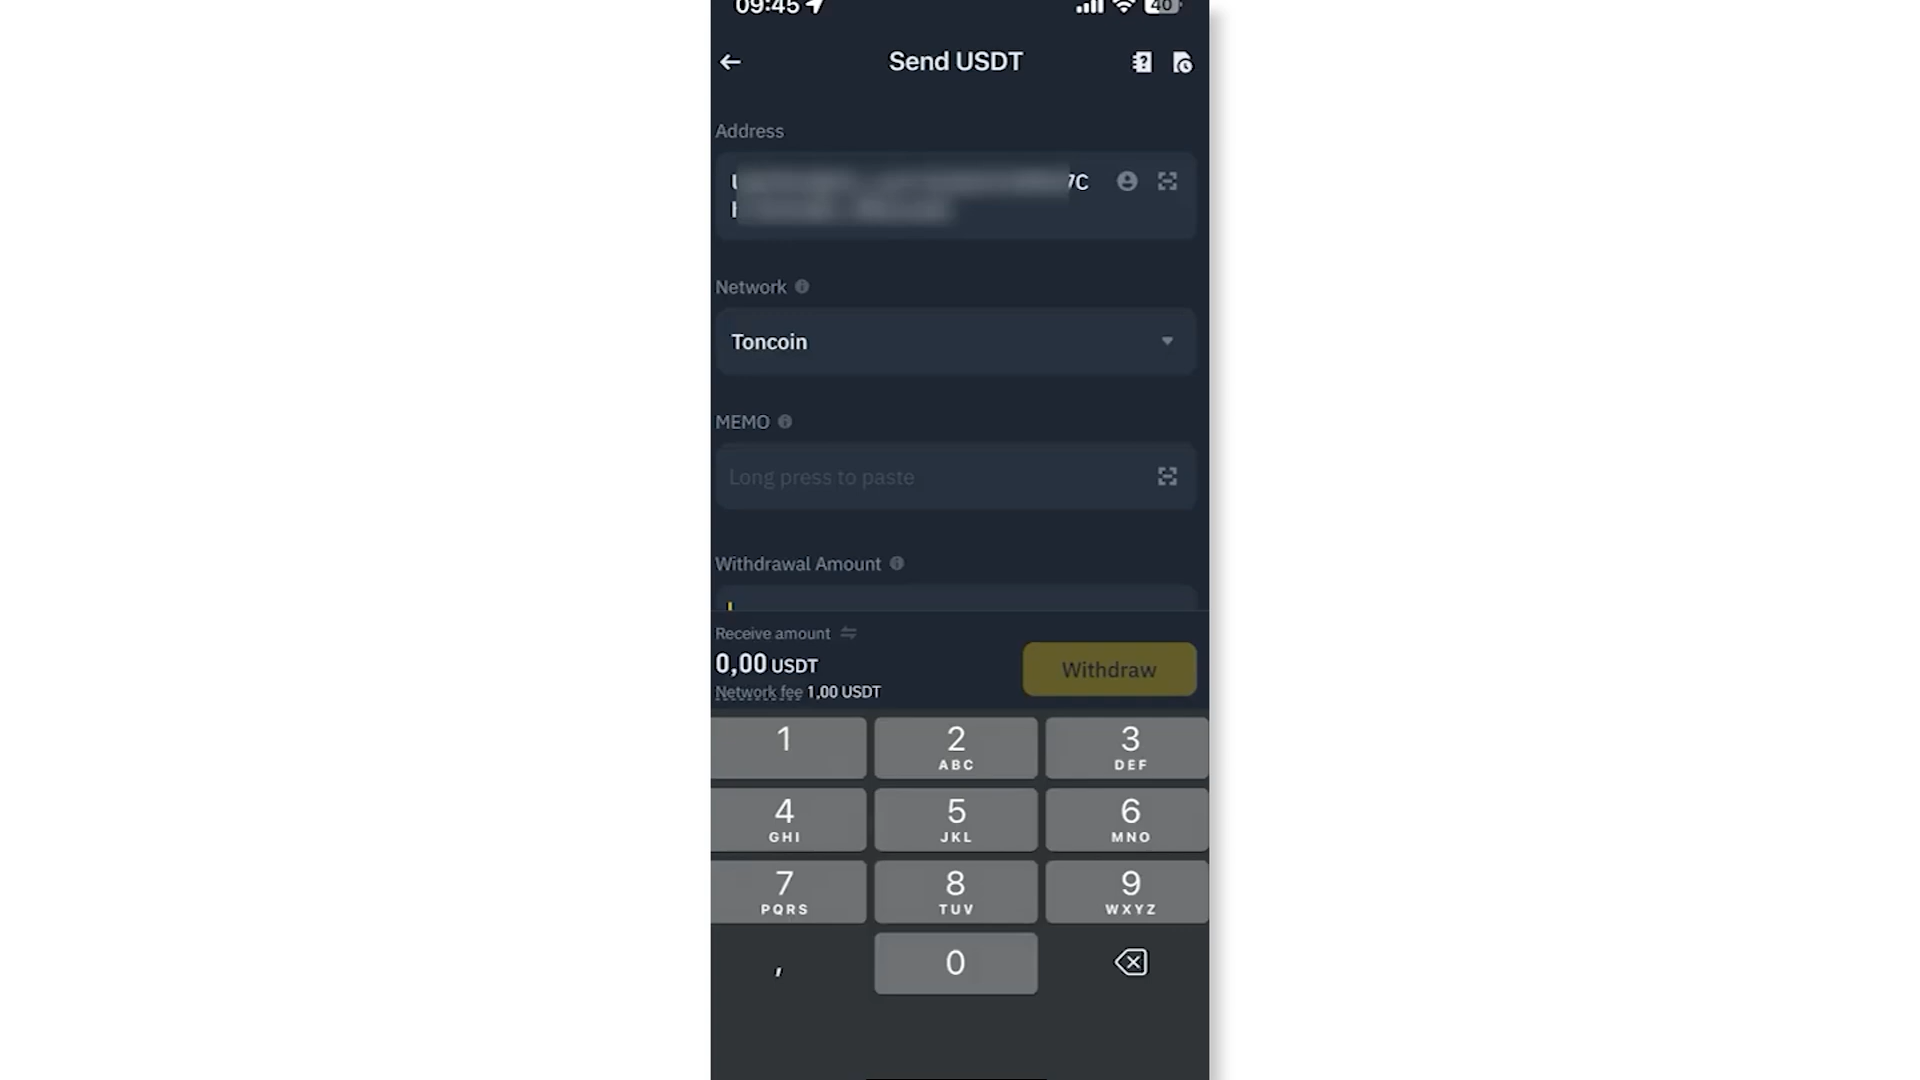 09:45
40
Send USDT
Address
7C
Network
Toncoin
MEMO
Long press to paste
Withdrawal Amount
Receive amount
0,00 USDT
Network fee 1,00 USDT
Withdraw
1
2
ABC
3
DEF
4
GHI
5
JKL
6
MNO
7
PQRS
8
TUV
9
WXYZ
,
0